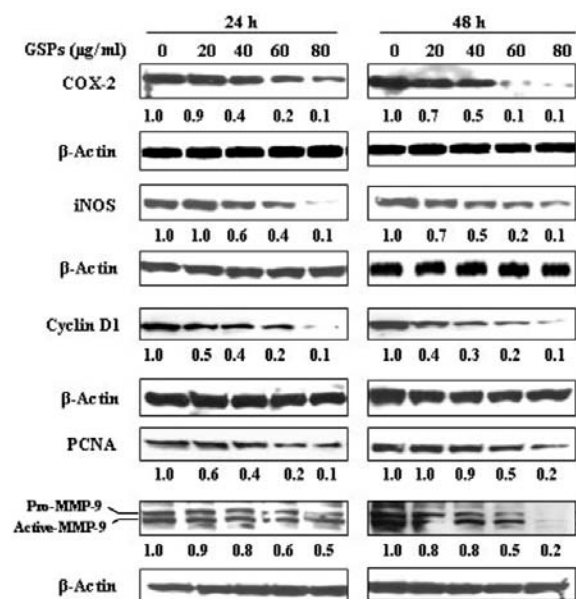 24 h 48 h
GSPs (µg/ml) 0 20 40 60 80 0 20 40 60 80
COX-2
1.0 0.9 0.4 0.2 0.1 1.0 0.7 0.5 0.1 0.1
β-Actin
iNOS
1.0 1.0 0.6 0.4 0.1 1.0 0.7 0.5 0.2 0.1
β-Actin
Cyclin D1
1.0 0.5 0.4 0.2 0.1 1.0 0.4 0.3 0.2 0.1
β-Actin
PCNA
1.0 0.6 0.4 0.2 0.1 1.0 1.0 0.9 0.5 0.2
Pro-MMP-9
Active-MMP-9
1.0 0.9 0.8 0.6 0.5 1.0 0.8 0.8 0.5 0.2
β-Actin